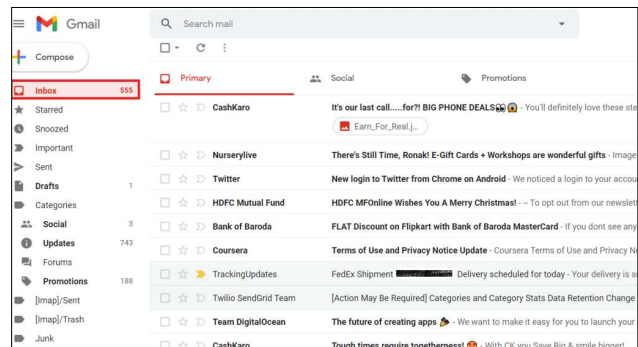 Gmail
Search mail
Compose
Inbox 555
Starred
Snoozed
Important
Sent
Drafts 1
Categories
Social 3
Updates 743
Forums
Promotions 188
[Imap]/Sent
[Imap]/Trash
Junk
Primary Social Promotions
CashKaro It's our last call.....for?! BIG PHONE DEALS👀😱 - You'll definitely love these ste
Earn_For_Real.j...
Nurserylive There's Still Time, Ronak! E-Gift Cards + Workshops are wonderful gifts - Image
Twitter New login to Twitter from Chrome on Android - We noticed a login to your accou
HDFC Mutual Fund HDFC MFOnline Wishes You A Merry Christmas! - -- To opt out from our newslett
Bank of Baroda FLAT Discount on Flipkart with Bank of Baroda MasterCard - If you dont see any
Coursera Terms of Use and Privacy Notice Update - Coursera Terms of Use and Privacy No
TrackingUpdates FedEx Shipment Delivery scheduled for today - Your delivery is s
Twilio SendGrid Team [Action May Be Required] Categories and Category Stats Data Retention Change
Team DigitalOcean The future of creating apps 🎉 - We want to make it easy for you to launch your
CashKaro Tough times require togetherness! - With CK you Save Big & smile bigger!